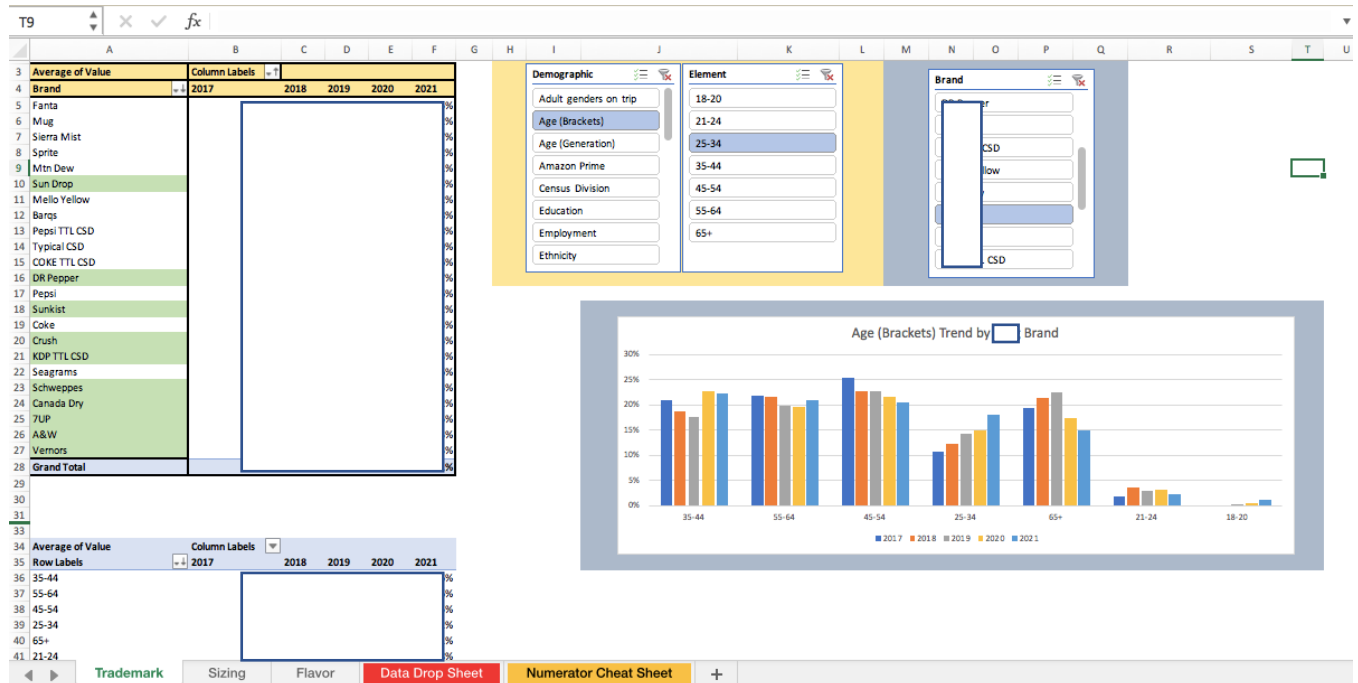 T9 fx
A B C D E F G H I J K L M N O P Q R S T U
3 Average of Value Column Labels
4 Brand 2017 2018 2019 2020 2021
5 Fanta %
6 Mug %
7 Sierra Mist %
8 Sprite %
9 Mtn Dew %
10 Sun Drop %
11 Mello Yellow %
12 Barqs %
13 Pepsi TTL CSD %
14 Typical CSD %
15 COKE TTL CSD %
16 DR Pepper %
17 Pepsi %
18 Sunkist %
19 Coke %
20 Crush %
21 KDP TTL CSD %
22 Seagrams %
23 Schweppes %
24 Canada Dry %
25 7UP %
26 A&W %
27 Vernors %
28 Grand Total %
29
30
31
33
34 Average of Value Column Labels
35 Row Labels 2017 2018 2019 2020 2021
36 35-44 %
37 55-64 %
38 45-54 %
39 25-34 %
40 65+ %
41 21-24 %
Demographic
Adult genders on trip
Age (Brackets)
Age (Generation)
Amazon Prime
Census Division
Education
Employment
Ethnicity
Element
18-20
21-24
25-34
35-44
45-54
55-64
65+
Brand
er
CSD
llow
CSD
Age (Brackets) Trend by Brand
30%
25%
20%
15%
10%
5%
0%
35-44 55-64 45-54 25-34 65+ 21-24 18-20
2017 2018 2019 2020 2021
Trademark Sizing Flavor Data Drop Sheet Numerator Cheat Sheet +